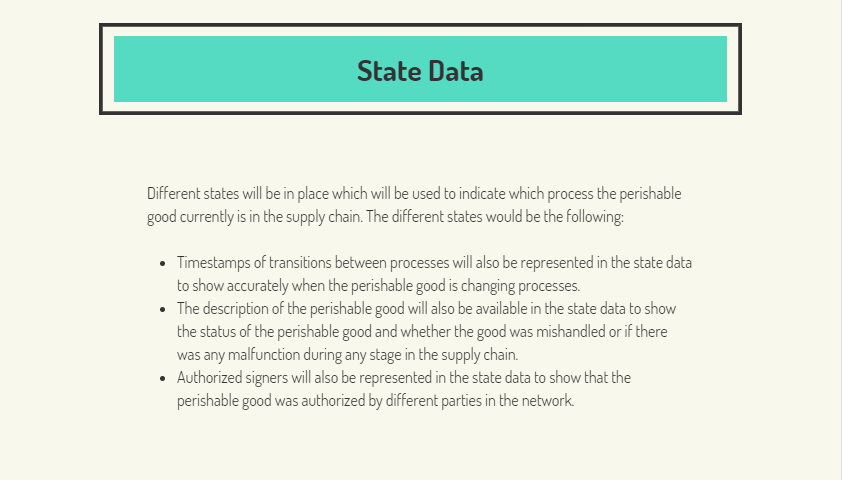 State Data
Different states will be in place which will be used to indicate which process the perishable
good currently is in the supply chain. The different states would be the following:
• Timestamps of transitions between processes will also be represented in the state data
to show accurately when the perishable good is changing processes.
• The description of the perishable good will also be available in the state data to show
the status of the perishable good and whether the good was mishandled or if there
was any malfunction during any stage in the supply chain.
• Authorized signers will also be represented in the state data to show that the
perishable good was authorized by different parties in the network.